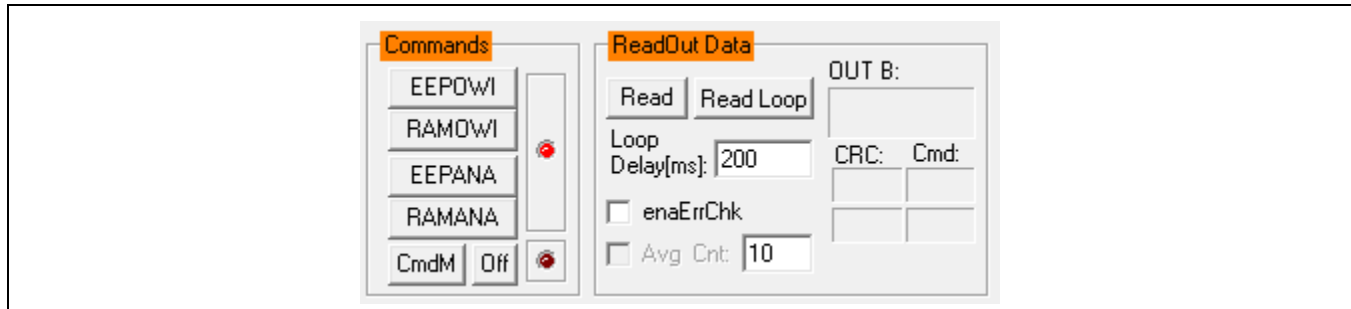 Commands
EEPOWI
RAMOWI
EEPANA
RAMANA
CmdM Off
ReadOut Data
Read Read Loop
Loop
Delay[ms]: 200
enaErrChk
Avg Cnt: 10
OUT B:
CRC: Cmd: